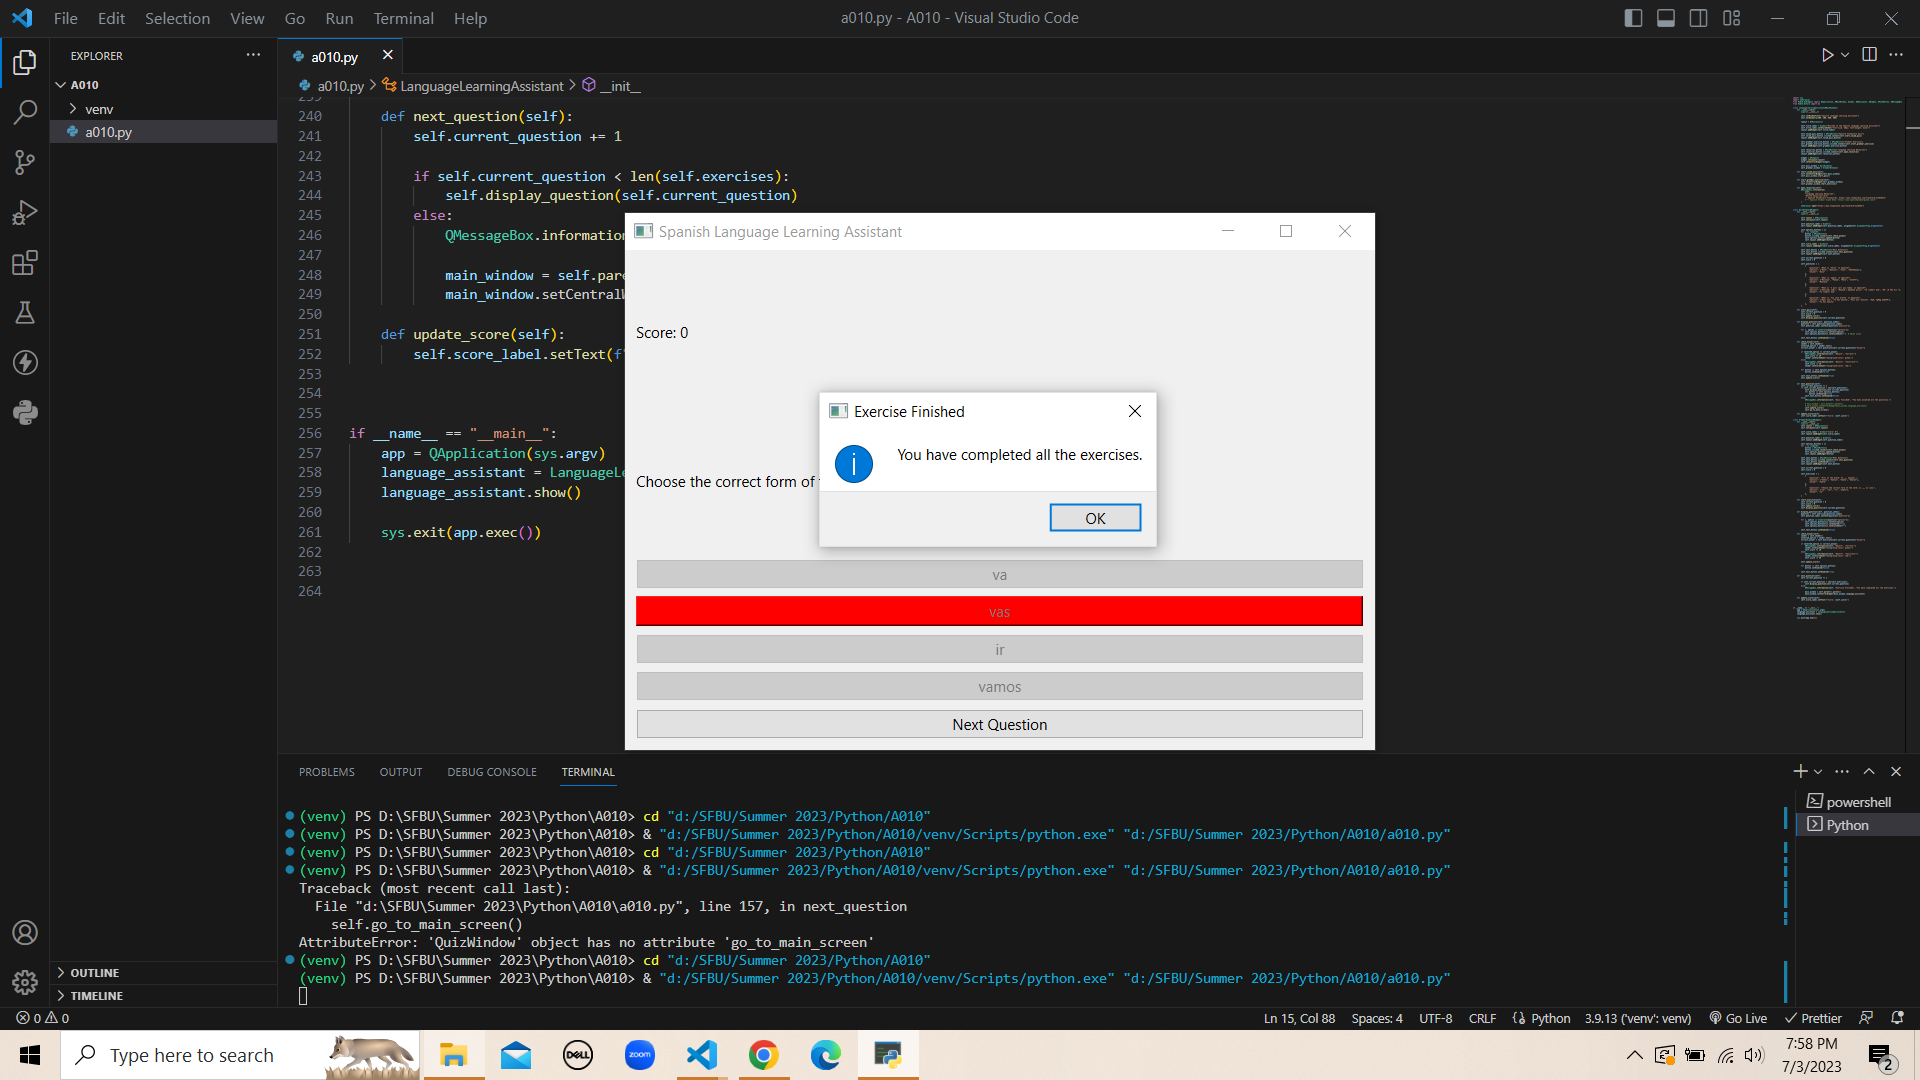 File Edit Selection View Go Run Terminal Help
a010.py - A010 - Visual Studio Code
EXPLORER
A010
venv
a010.py
OUTLINE
TIMELINE
a010.py
a010.py > LanguageLearningAssistant > __init__
239
240 def next_question(self):
241 self.current_question += 1
242
243 if self.current_question < len(self.exercises):
244 self.display_question(self.current_question)
245 else:
246 QMessageBox.information
247
248 main_window = self.pare
249 main_window.setCentralW
250
251 def update_score(self):
252 self.score_label.setText(f"
253
254
255
256 if __name__ == "__main__":
257 app = QApplication(sys.argv)
258 language_assistant = LanguageLe
259 language_assistant.show()
260
261 sys.exit(app.exec())
262
263
264
Spanish Language Learning Assistant
Score: 0
Choose the correct form of
va
vas
ir
vamos
Next Question
Exercise Finished
You have completed all the exercises.
OK
PROBLEMS OUTPUT DEBUG CONSOLE TERMINAL
(venv) PS D:\SFBU\Summer 2023\Python\A010> cd "d:/SFBU/Summer 2023/Python/A010"
(venv) PS D:\SFBU\Summer 2023\Python\A010> & "d:/SFBU/Summer 2023/Python/A010/venv/Scripts/python.exe" "d:/SFBU/Summer 2023/Python/A010/a010.py"
(venv) PS D:\SFBU\Summer 2023\Python\A010> cd "d:/SFBU/Summer 2023/Python/A010"
(venv) PS D:\SFBU\Summer 2023\Python\A010> & "d:/SFBU/Summer 2023/Python/A010/venv/Scripts/python.exe" "d:/SFBU/Summer 2023/Python/A010/a010.py"
Traceback (most recent call last):
File "d:\SFBU\Summer 2023\Python\A010\a010.py", line 157, in next_question
self.go_to_main_screen()
AttributeError: 'QuizWindow' object has no attribute 'go_to_main_screen'
(venv) PS D:\SFBU\Summer 2023\Python\A010> cd "d:/SFBU/Summer 2023/Python/A010"
(venv) PS D:\SFBU\Summer 2023\Python\A010> & "d:/SFBU/Summer 2023/Python/A010/venv/Scripts/python.exe" "d:/SFBU/Summer 2023/Python/A010/a010.py"
powershell
Python
0 0
Ln 15, Col 88 Spaces: 4 UTF-8 CRLF Python 3.9.13 ('venv': venv) Go Live Prettier
Type here to search
DELL
zoom
7:58 PM
7/3/2023
2